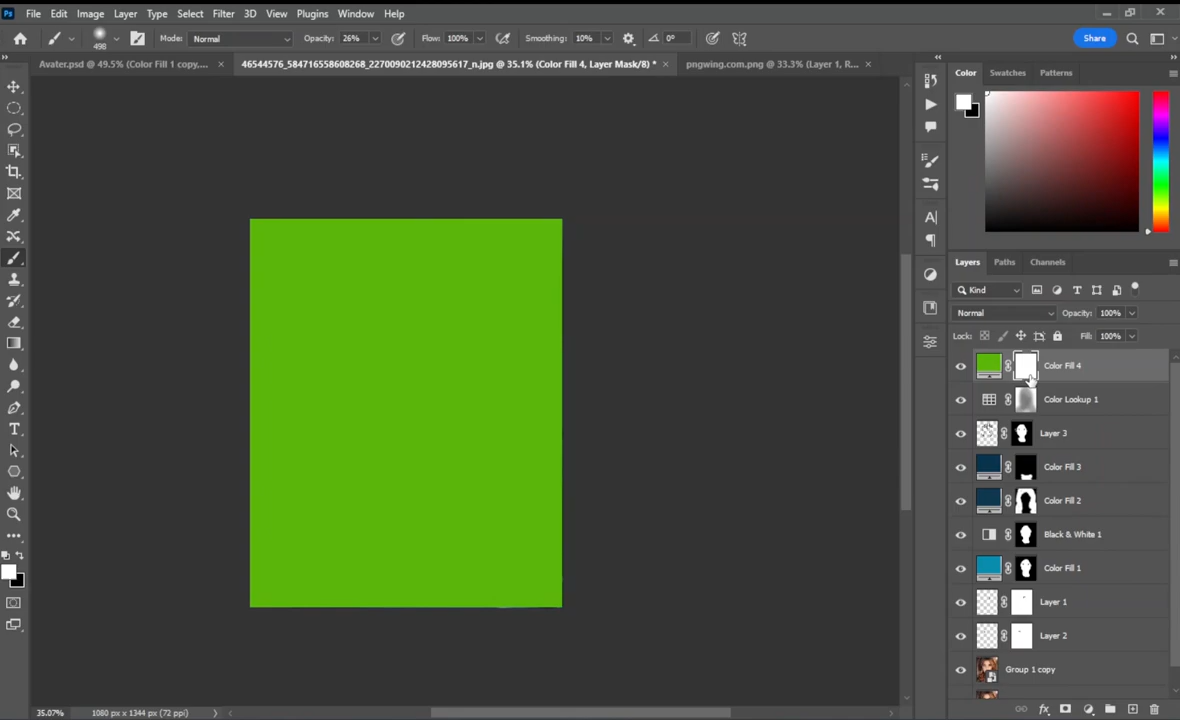 Ps File Edit Image Layer Type Select Filter 3D View Plugins Window Help
498 Mode: Normal Opacity: 26% Flow: 100% Smoothing: 10% 0° Share
Avater.psd @ 49.5% (Color Fill 1 copy,... × 46544576_584716558608268_2270090212428095617_n.jpg @ 35.1% (Color Fill 4, Layer Mask/8) * × pngwing.com.png @ 33.3% (Layer 1, R... ×
Color Swatches Patterns
Layers Paths Channels
Kind
Normal Opacity: 100%
Lock: Fill: 100%
Color Fill 4
Color Lookup 1
Layer 3
Color Fill 3
Color Fill 2
Black & White 1
Color Fill 1
Layer 1
Layer 2
Group 1 copy
35.07% 1080 px x 1344 px (72 ppi)
fx